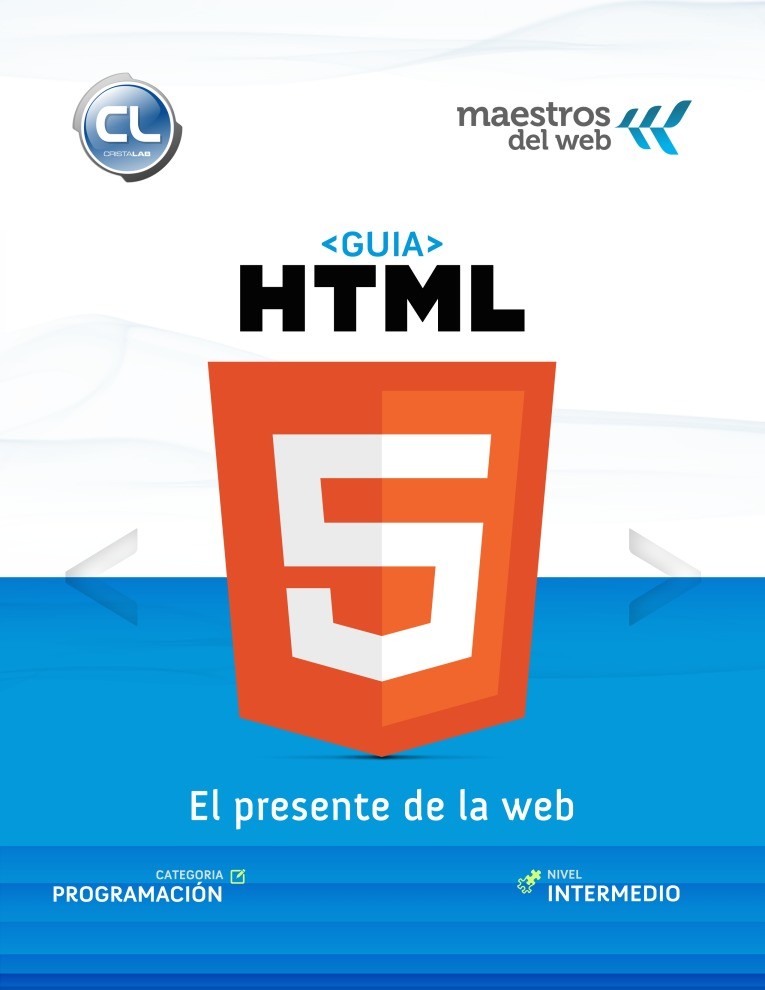 CL
CRISTALAB
maestros
del web
<GUIA>
HTML
5
El presente de la web
CATEGORIA
PROGRAMACIÓN
NIVEL
INTERMEDIO